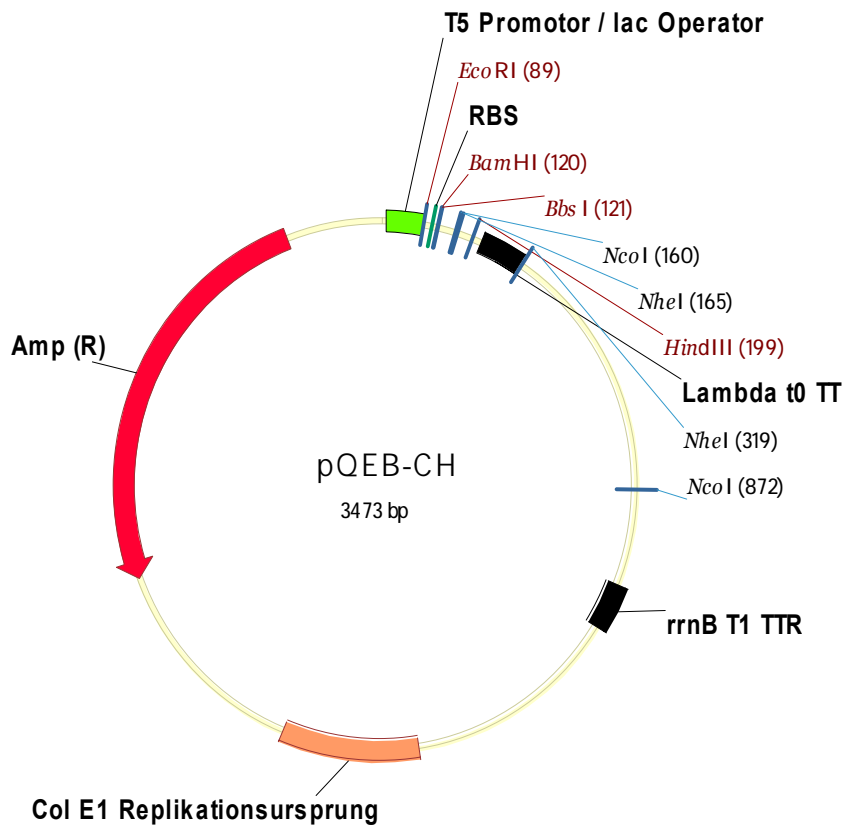 T5 Promotor / lac Operator
EcoRI (89)
RBS
BamHI (120)
Bbs I (121)
NcoI (160)
NheI (165)
HindIII (199)
Amp (R)
Lambda t0 TT
NheI (319)
pQEB-CH
NcoI (872)
3473 bp
rrnB T1 TTR
Col E1 Replikationsursprung